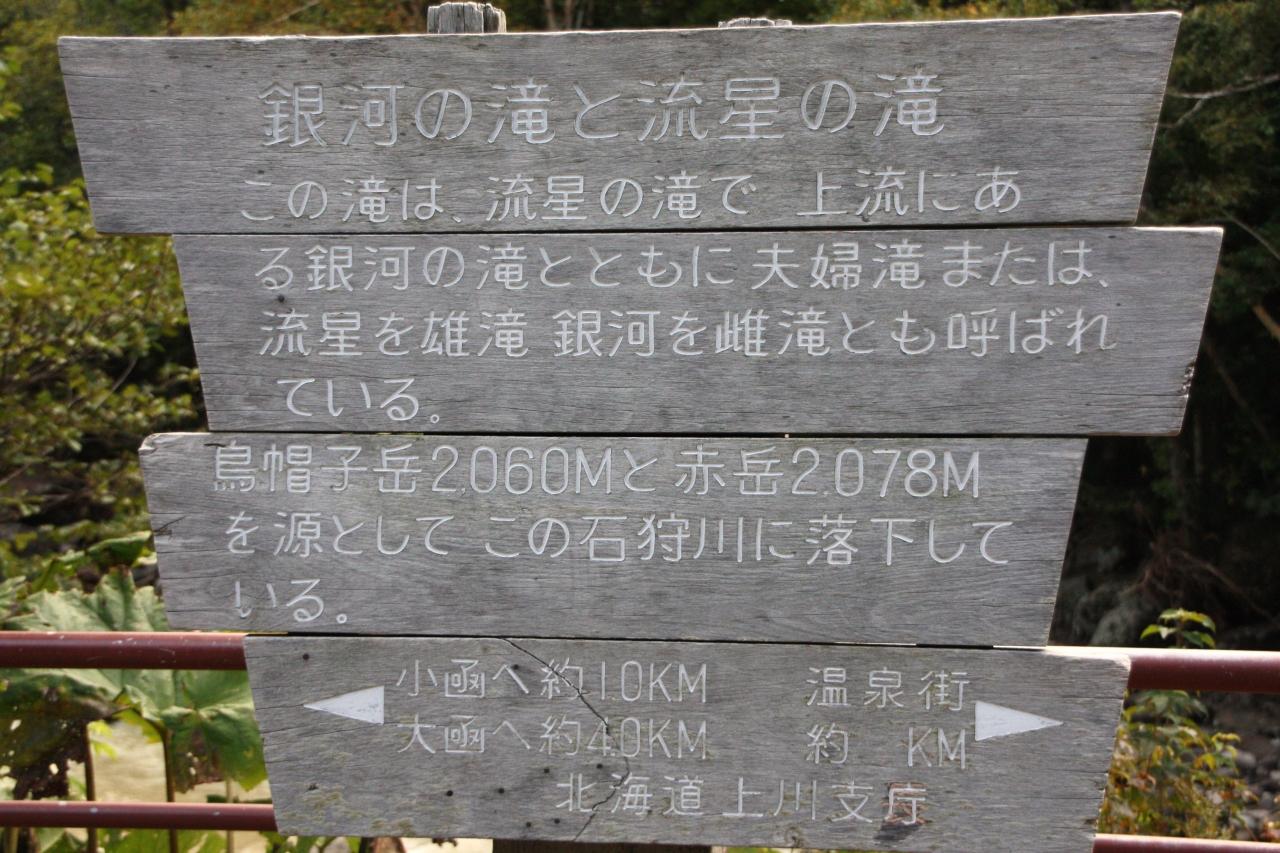 銀河の滝と流星の滝
この滝は、流星の滝で 上流にあ
る銀河の滝とともに夫婦滝または、
流星を雄滝 銀河を雌滝とも呼ばれ
ている。
烏帽子岳2,060Mと赤岳2.078M
を源として この石狩川に落下して
いる。
小函へ約1.0KM
大函へ約4.0KM
温泉街
約 KM
北海道上川支庁